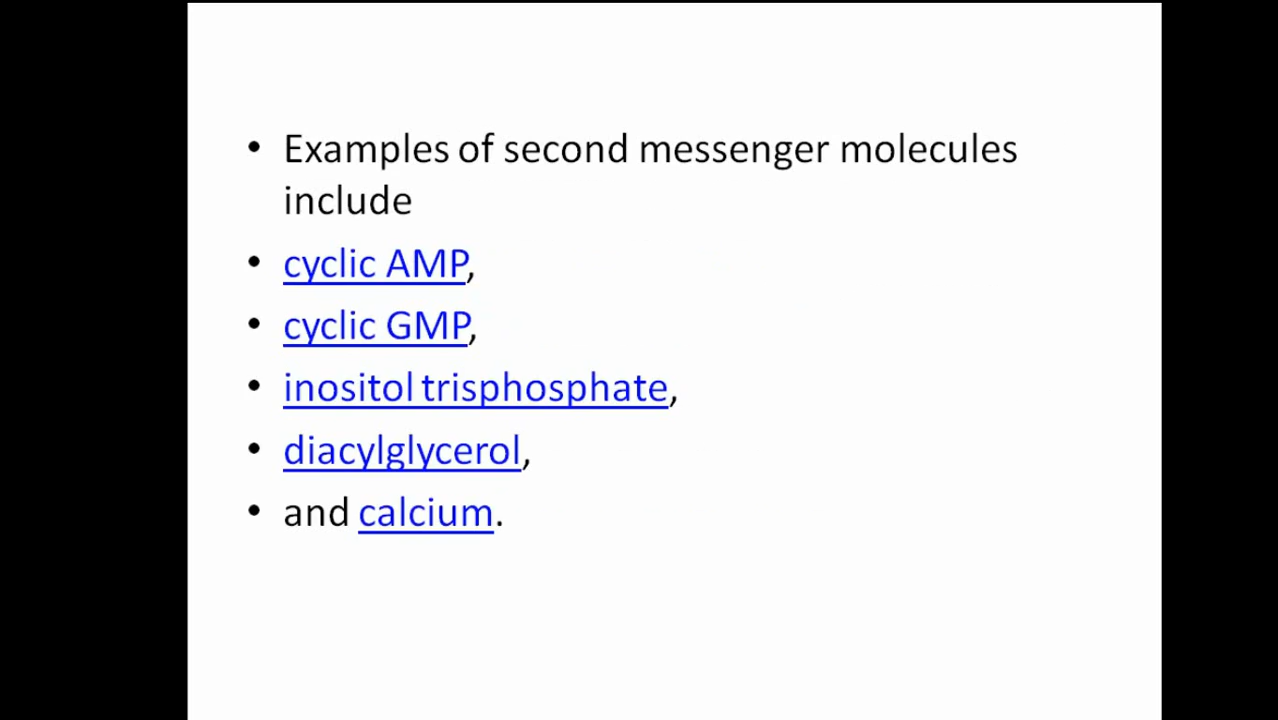 • Examples of second messenger molecules
include
• cyclic AMP,
• cyclic GMP,
• inositol trisphosphate,
• diacylglycerol,
• and calcium.